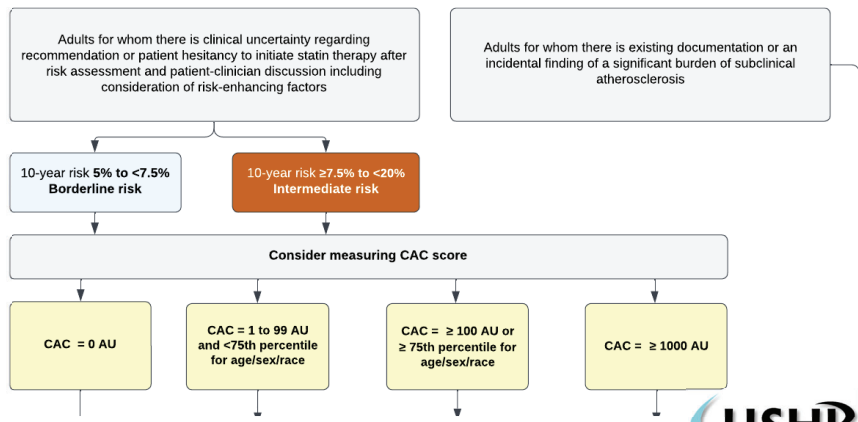 Adults for whom there is clinical uncertainty regarding
recommendation or patient hesitancy to initiate statin therapy after
risk assessment and patient-clinician discussion including
consideration of risk-enhancing factors
Adults for whom there is existing documentation or an
incidental finding of a significant burden of subclinical
atherosclerosis
10-year risk 5% to <7.5%
Borderline risk
10-year risk ≥7.5% to <20%
Intermediate risk
Consider measuring CAC score
CAC = 0 AU
CAC = 1 to 99 AU
and <75th percentile
for age/sex/race
CAC = ≥ 100 AU or
≥ 75th percentile for
age/sex/race
CAC = ≥ 1000 AU